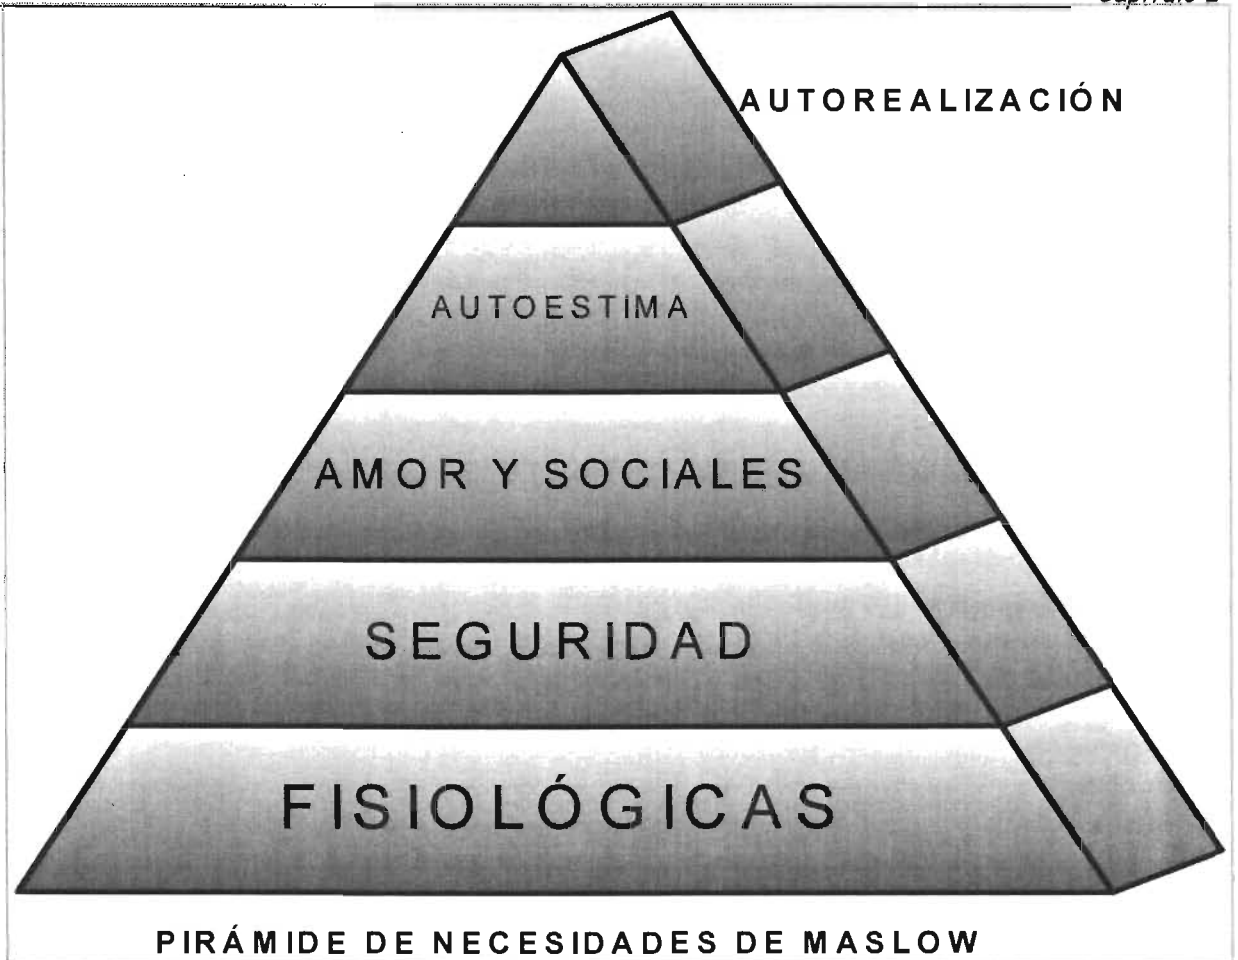 AUTOREALIZACIÓN
AUTOESTIMA
AMOR Y SOCIALES
SEGURIDAD
FISIOLÓGICAS
PIRÁMIDE DE NECESIDADES DE MASLOW